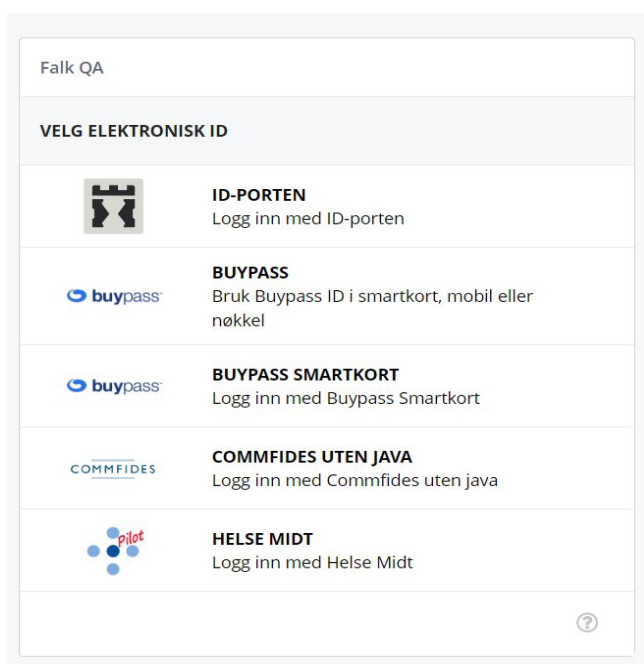 Falk QA
VELG ELEKTRONISK ID
ID-PORTEN
Logg inn med ID-porten
buypass
BUYPASS
Bruk Buypass ID i smartkort, mobil eller
nøkkel
buypass
BUYPASS SMARTKORT
Logg inn med Buypass Smartkort
COMMFIDES
COMMFIDES UTEN JAVA
Logg inn med Commfides uten java
Pilot
HELSE MIDT
Logg inn med Helse Midt
?